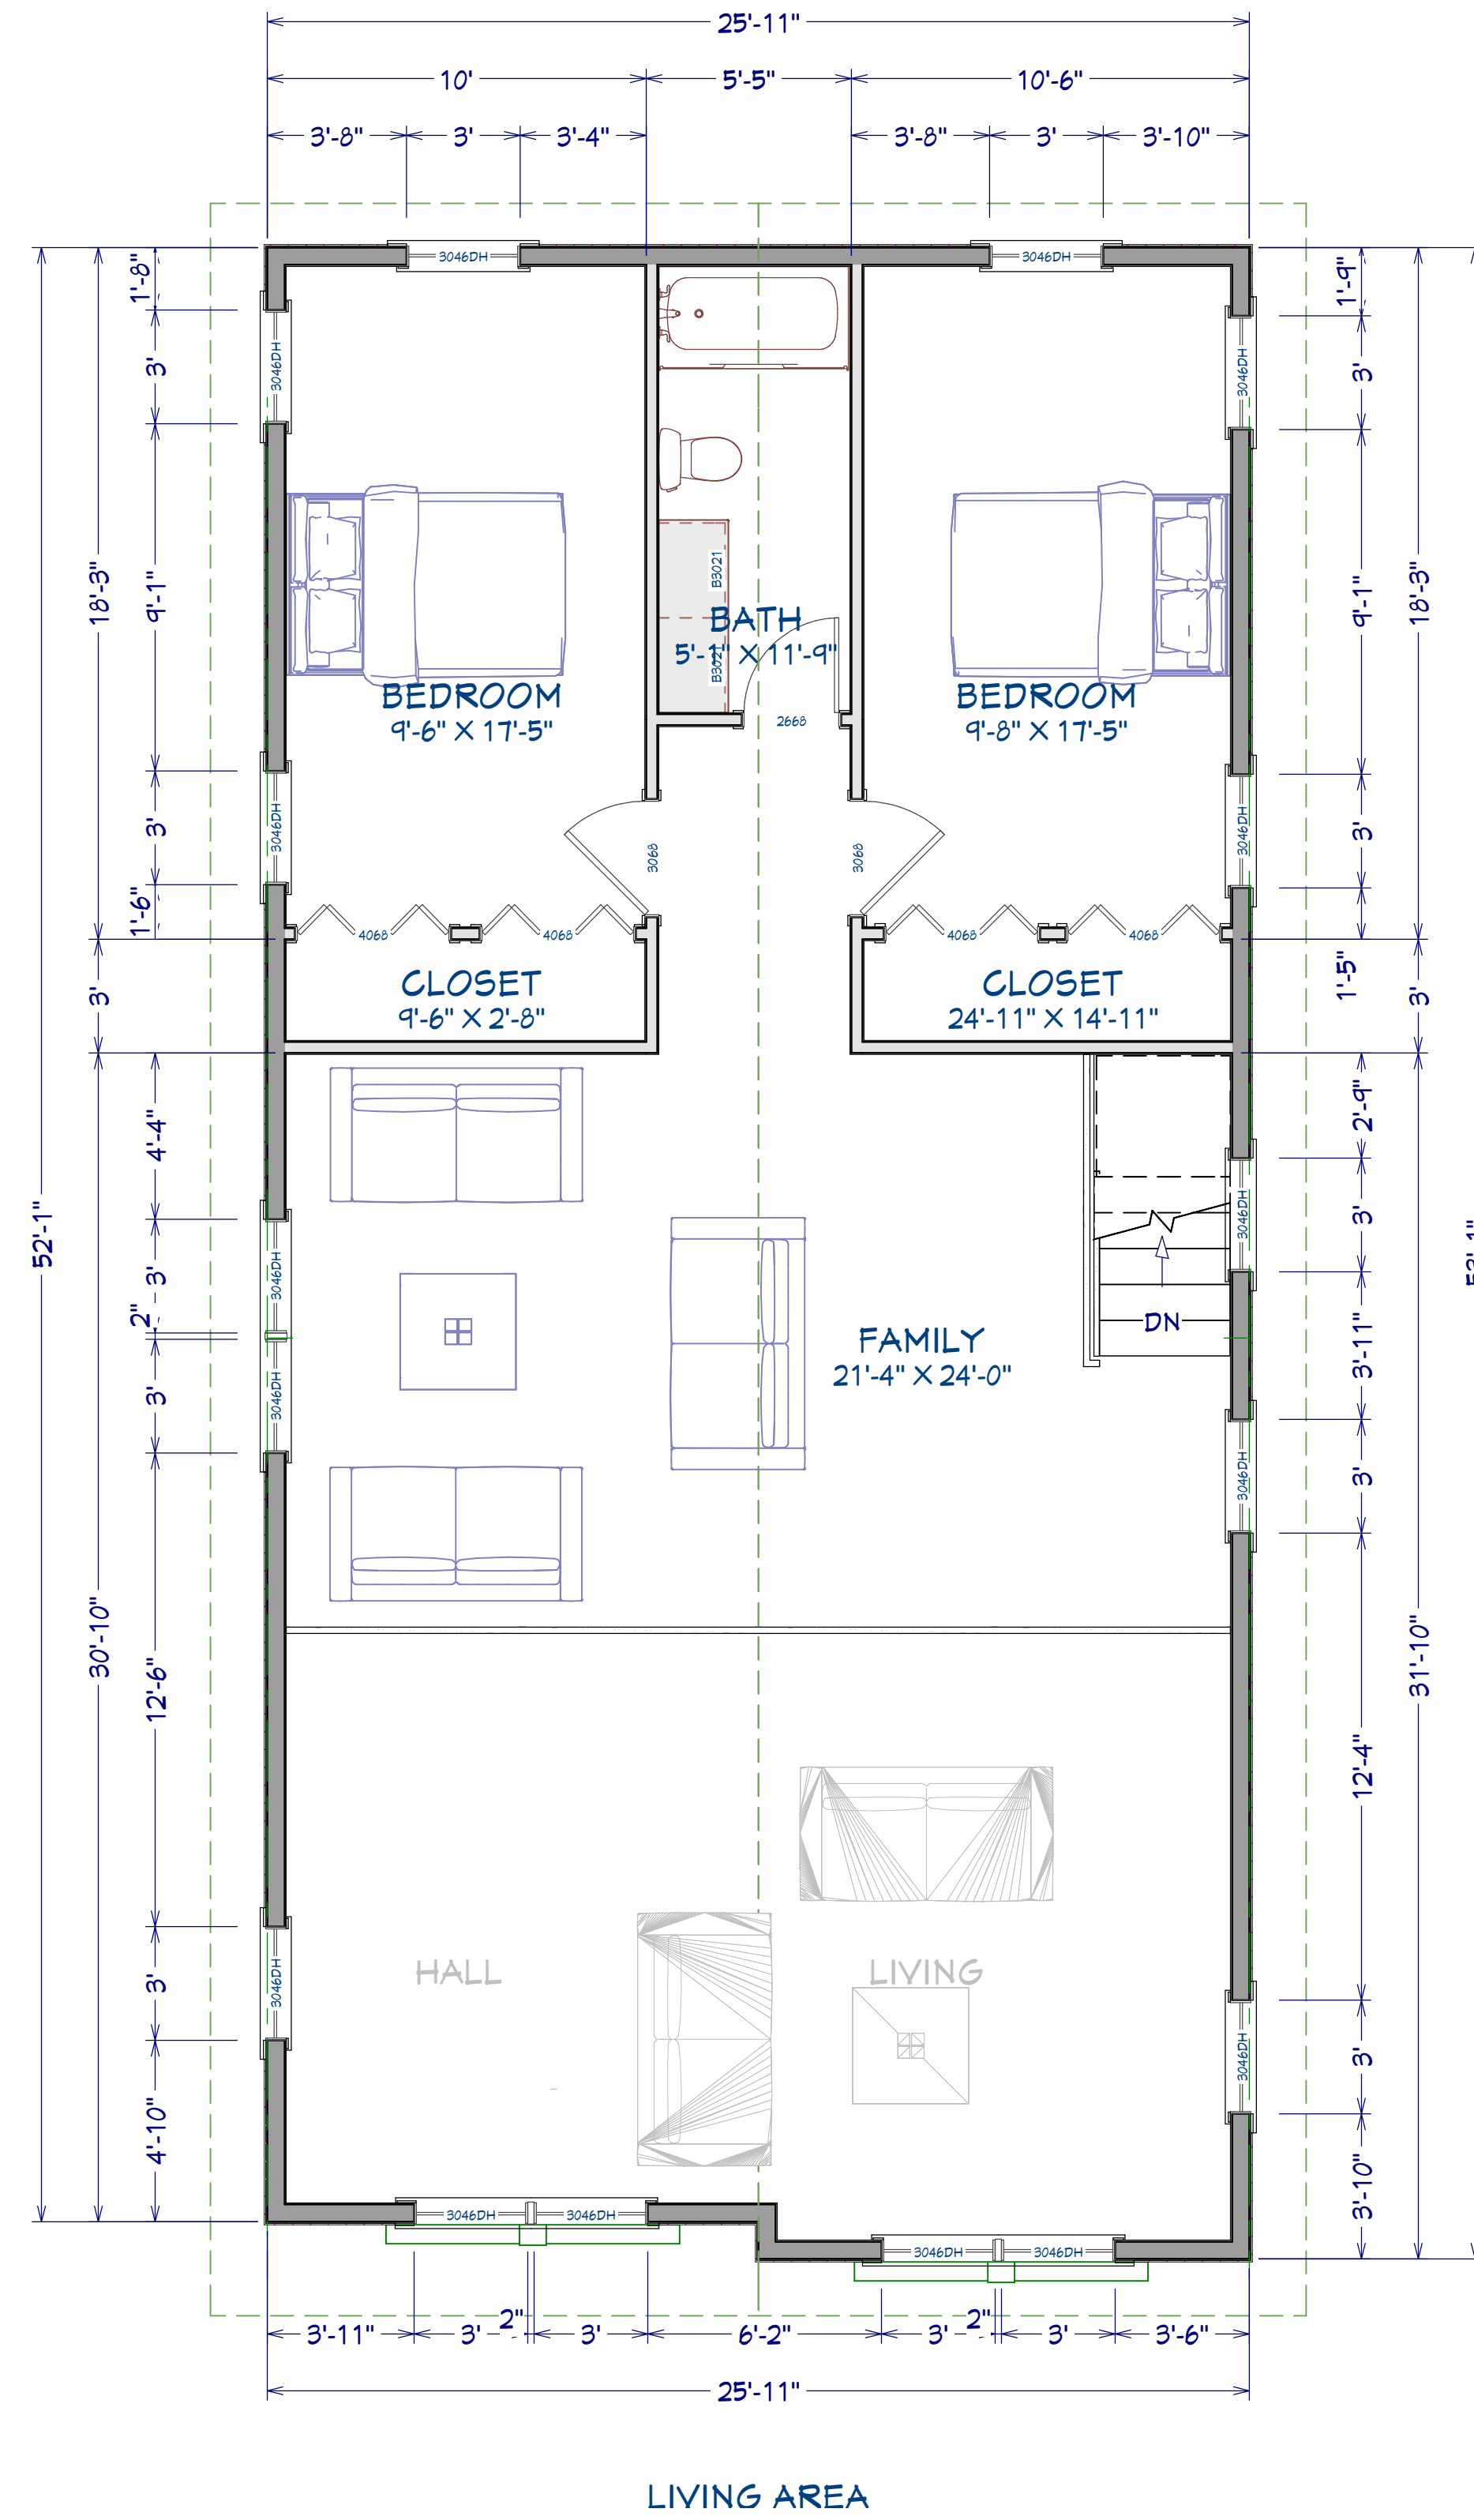 25'-11"
10' 5'-5" 10'-6"
3'-8" 3' 3'-4" 3'-8" 3' 3'-10"
3046DH 3046DH
1'-8" 1'-9"
3' 3046DH 3046DH 3'
18'-3" 9'-1" B3021 9'-1" 18'-3"
BATH
5'-1" X 11'-9"
B3021
BEDROOM BEDROOM
9'-6" X 17'-5" 9'-8" X 17'-5"
2668
3' 3046DH 3068 3068 3046DH 3'
1'-6" 4068 4068 4068 4068
CLOSET CLOSET 1'-5"
3' 9'-6" X 2'-8" 24'-11" X 14'-11" 3'
4'-4" 2'-9"
52'-1" 3' 3046DH 3046DH 3'
2" DN 3'-11"
FAMILY
21'-4" X 24'-0"
3' 3046DH 3046DH 3'
30'-10" 12'-6" 31'-10"
12'-4"
HALL LIVING
3' 3046DH 3046DH 3'
4'-10" 3'-10"
3046DH 3046DH
3046DH 3046DH
3'-11" 3' 2" 3' 6'-2" 3' 2" 3' 3'-6"
25'-11"
LIVING AREA